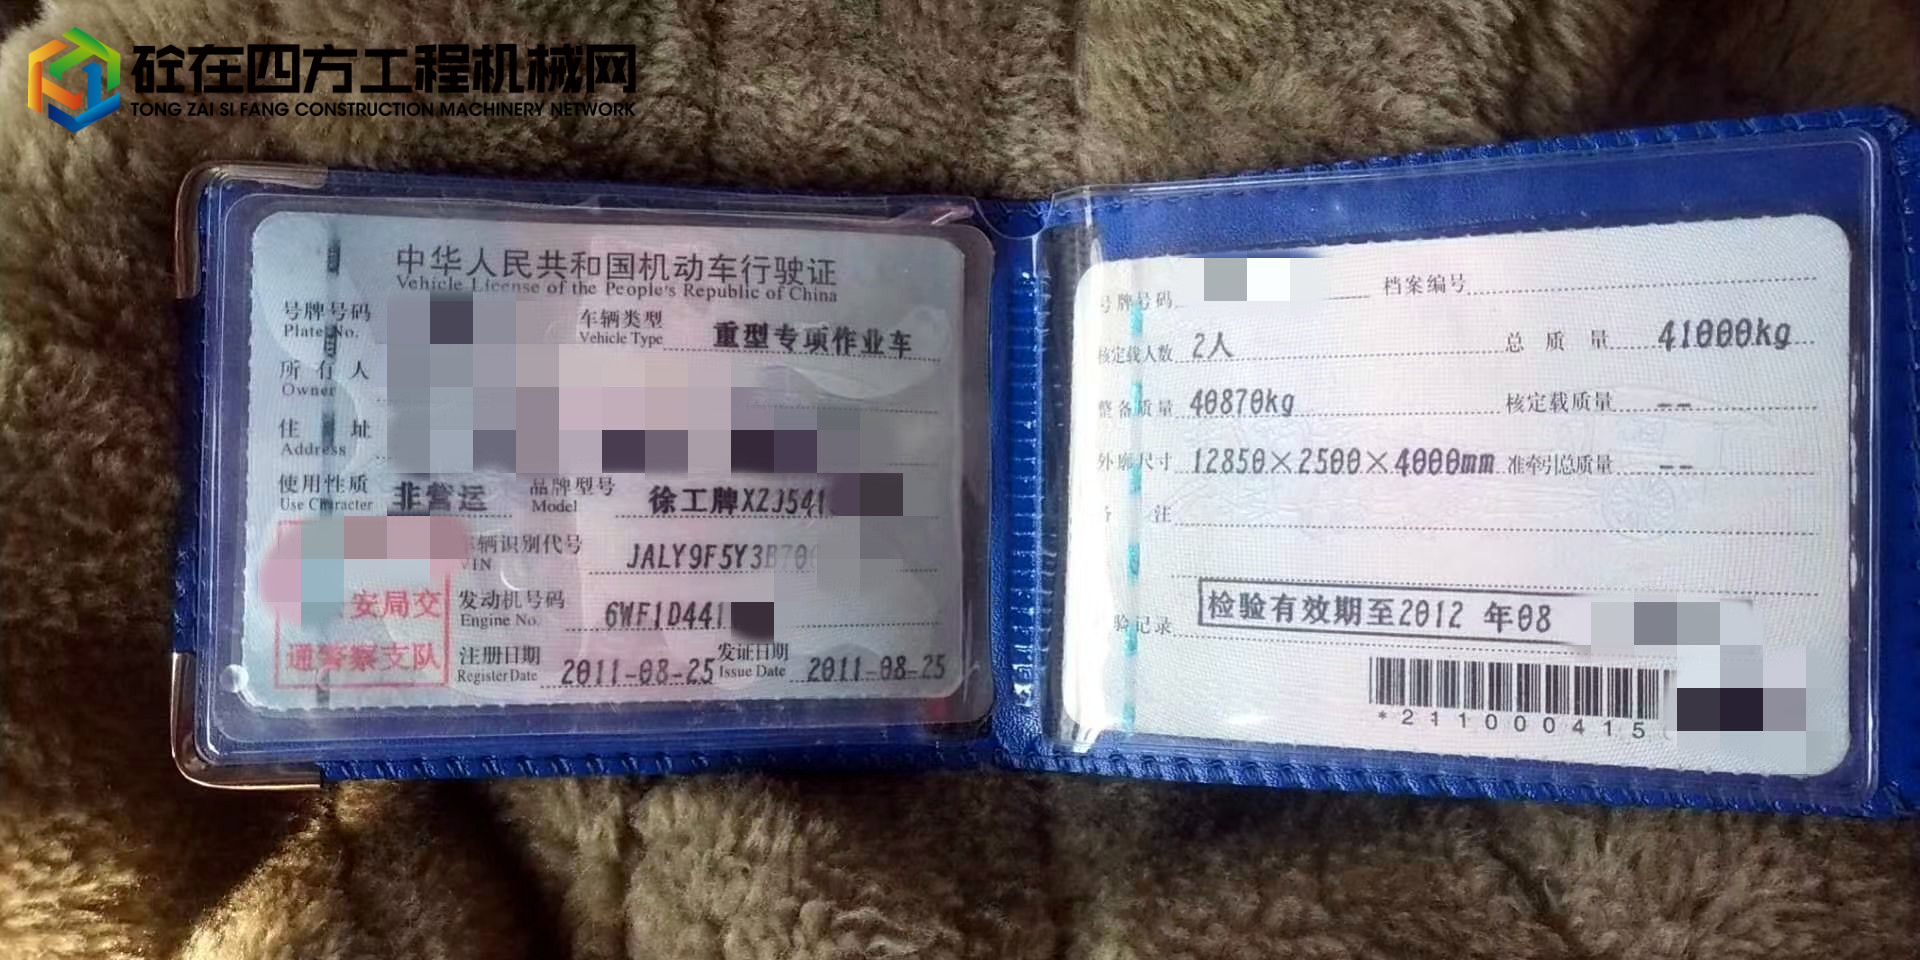 砼在四方工程机械网
TONG ZAI SI FANG CONSTRUCTION MACHINERY NETWORK
中华人民共和国机动车行驶证
Vehicle License of the People's Republic of China
号牌号码 车辆类型 重型专项作业车
Plate No. Vehicle Type
所有人
Owner
住址
Address
使用性质 非营运 品牌型号 徐工牌XZJ541
Use Character Model
车辆识别代号 JALY9F5Y3B70
VIN
安局交
通警察支队
发动机号码 6WF1D441
Engine No.
注册日期 2011-08-25 发证日期 2011-08-25
Register Date Issue Date
号牌号码 档案编号
核定载人数 2人 总质量 41000kg
整备质量 40870kg 核定载质量 --
外廓尺寸 12850×2500×4000mm 准牵引总质量 --
备注
验记录 检验有效期至2012 年08
*211000415